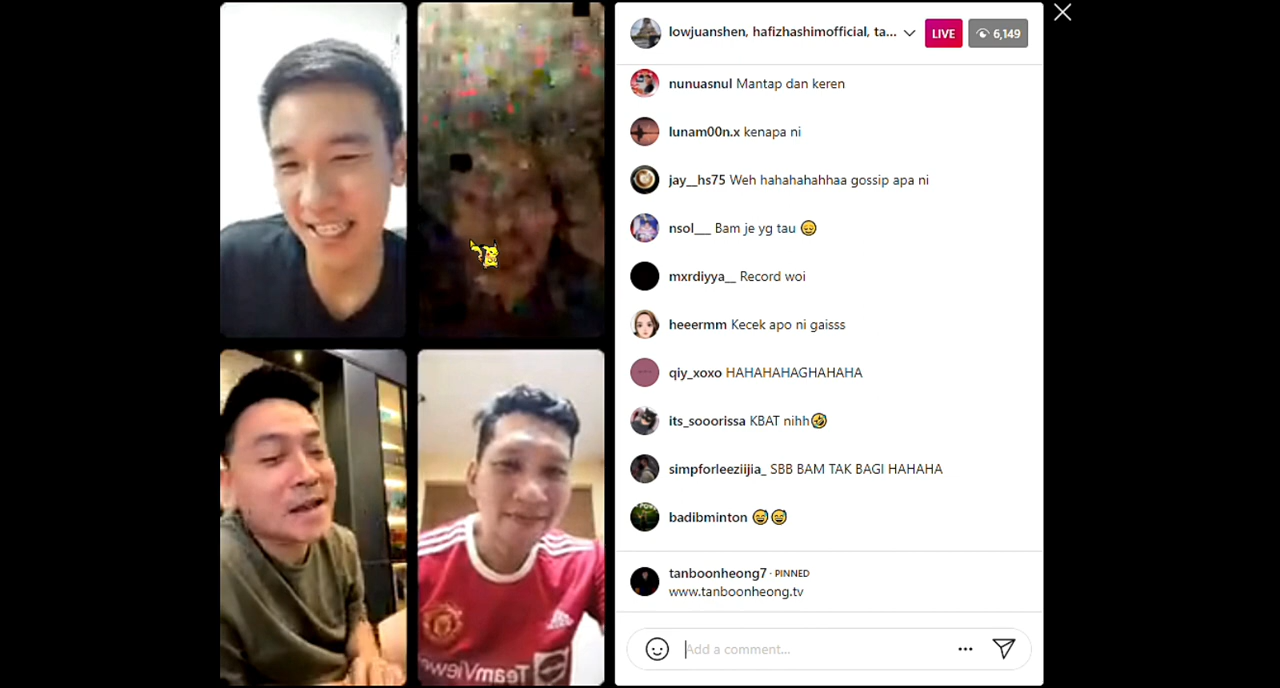 lowjuanshen, hafizhashimofficial, ta...
LIVE
6,149
nunuasnul Mantap dan keren
lunam00n.x kenapa ni
jay__hs75 Weh hahahahahhaa gossip apa ni
nsol___ Bam je yg tau 😔
mxrdiyya__ Record woi
heeermm Kecek apo ni gaisss
qiy_xoxo HAHAHAHAGHAHAHA
its_sooorissa KBAT nihh🤣
simpforleeziijia_ SBB BAM TAK BAGI HAHAHA
badibminton 😅😅
tanboonheong7 · PINNED
www.tanboonheong.tv
Add a comment...
TeamViewer